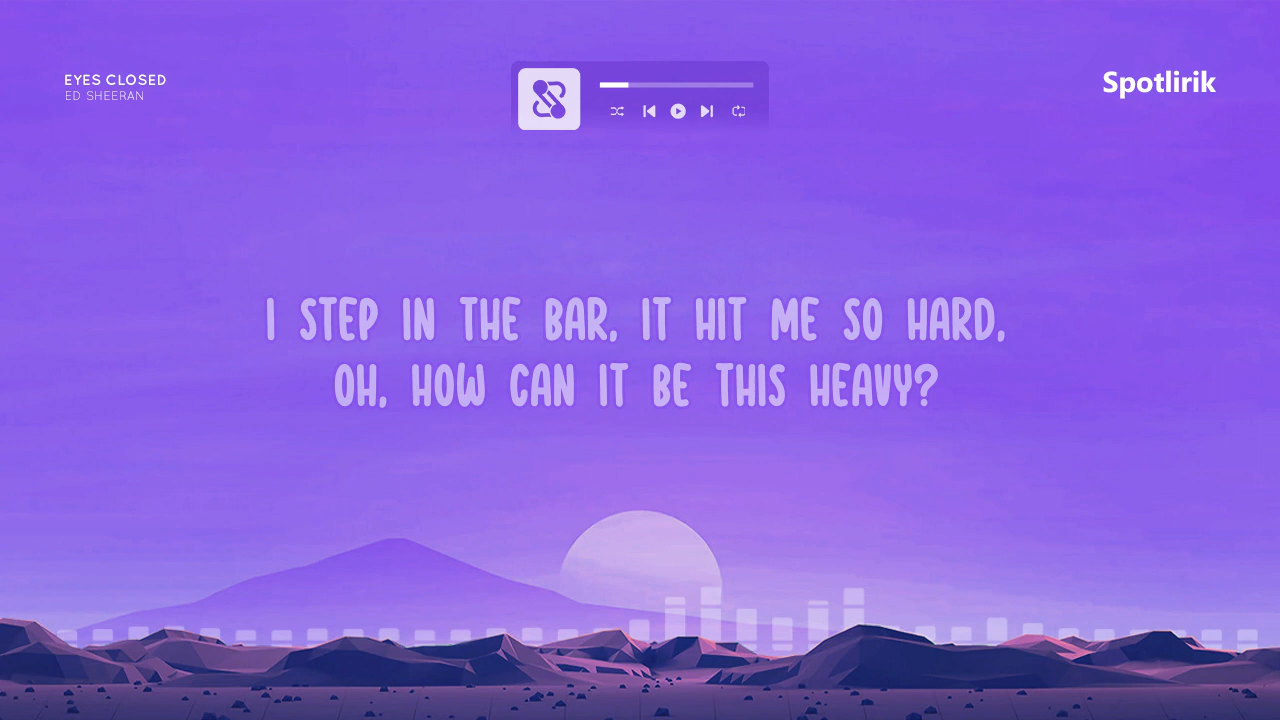 EYES CLOSED
ED SHEERAN
Spotlirik
I STEP IN THE BAR, IT HIT ME SO HARD,
OH, HOW CAN IT BE THIS HEAVY?